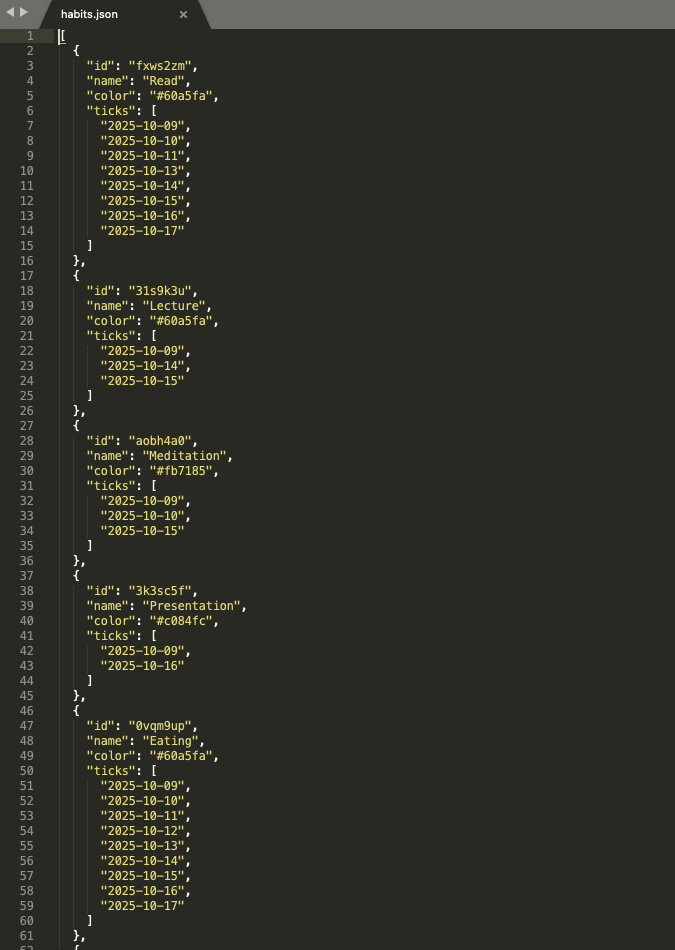 habits.json ×
1 [
2 {
3 "id": "fxws2zm",
4 "name": "Read",
5 "color": "#60a5fa",
6 "ticks": [
7 "2025-10-09",
8 "2025-10-10",
9 "2025-10-11",
10 "2025-10-13",
11 "2025-10-14",
12 "2025-10-15",
13 "2025-10-16",
14 "2025-10-17"
15 ]
16 },
17 {
18 "id": "31s9k3u",
19 "name": "Lecture",
20 "color": "#60a5fa",
21 "ticks": [
22 "2025-10-09",
23 "2025-10-14",
24 "2025-10-15"
25 ]
26 },
27 {
28 "id": "aobh4a0",
29 "name": "Meditation",
30 "color": "#fb7185",
31 "ticks": [
32 "2025-10-09",
33 "2025-10-10",
34 "2025-10-15"
35 ]
36 },
37 {
38 "id": "3k3sc5f",
39 "name": "Presentation",
40 "color": "#c084fc",
41 "ticks": [
42 "2025-10-09",
43 "2025-10-16"
44 ]
45 },
46 {
47 "id": "0vqm9up",
48 "name": "Eating",
49 "color": "#60a5fa",
50 "ticks": [
51 "2025-10-09",
52 "2025-10-10",
53 "2025-10-11",
54 "2025-10-12",
55 "2025-10-13",
56 "2025-10-14",
57 "2025-10-15",
58 "2025-10-16",
59 "2025-10-17"
60 ]
61 },